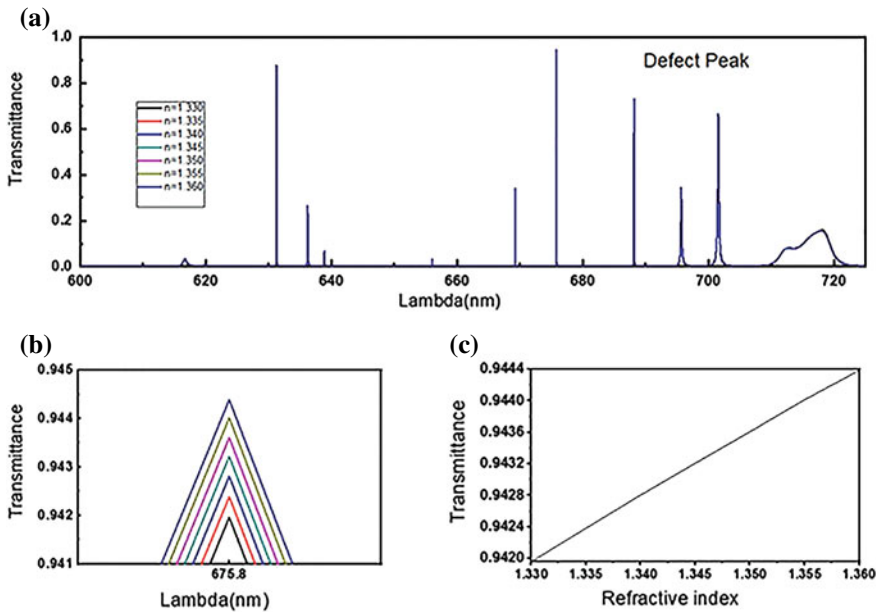 (a)
Defect Peak
n=1.330
n=1.335
n=1.340
n=1.345
n=1.350
n=1.355
n=1.360
Transmittance
1.0
0.8
0.6
0.4
0.2
0.0
600 620 640 660 680 700 720
Lambda(nm)
(b)
Transmittance
0.945
0.944
0.943
0.942
0.941
675.8
Lambda(nm)
(c)
Transmittance
0.9444
0.9440
0.9436
0.9432
0.9428
0.9424
0.9420
1.330 1.335 1.340 1.345 1.350 1.355 1.360
Refractive index